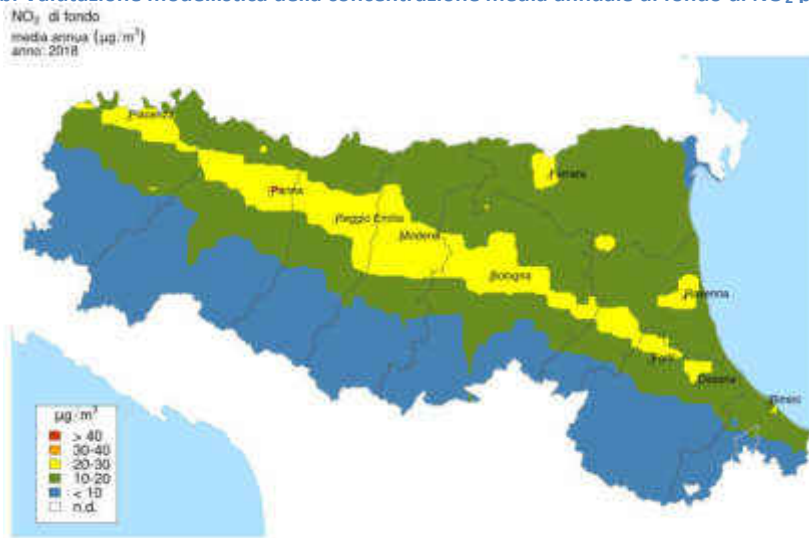 Valutazione modellistica della concentrazione media annuale di fondo di NO₂ p
NO₂ di fondo
media annua (µg/m³)
anno: 2018
Piacenza
Parma
Reggio Emilia
Modena
Bologna
Ferrara
Ravenna
Forlì
Cesena
Rimini
µg/m³
> 40
30-40
20-30
10-20
< 10
n.d.